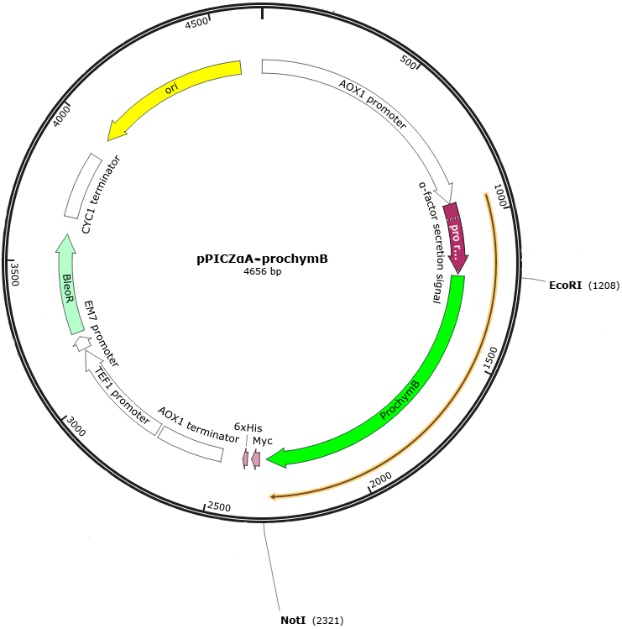 4500
500
ori
AOX1 promoter
4000
CYC1 terminator
α-factor secretion signal
pro r...
1000
pPICZαA-prochymB
4656 bp
3500
BleoR
EcoRI (1208)
EM7 promoter
1500
TEF1 promoter
ProchymB
AOX1 terminator
6xHis
Myc
3000
2000
2500
NotI (2321)